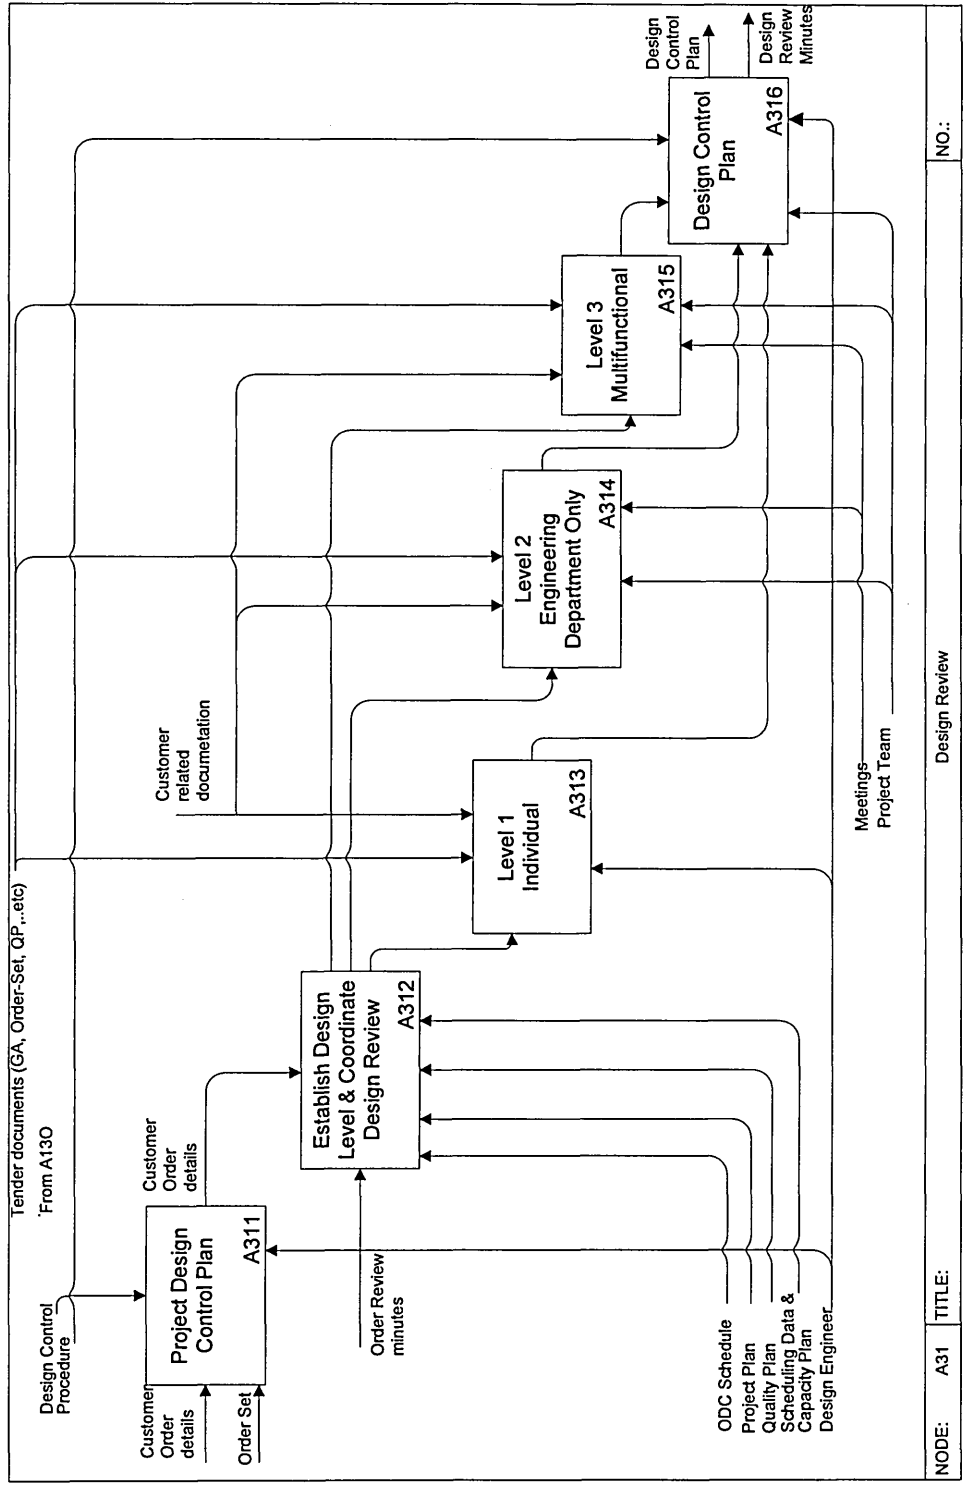 Tender documents (GA, Order-Set, QP,..etc)
From A13O
Design Control
Procedure
Customer
Order
details
Order Set
Project Design
Control Plan
A311
Customer
Order
details
Order Review
minutes
Establish Design
Level & Coordinate
Design Review
A312
Customer
related
documetation
Level 1
Individual
A313
Level 2
Engineering
Department Only
A314
Level 3
Multifunctional
A315
Design Control
Plan
A316
Design
Control
Plan
Design
Review
Minutes
ODC Schedule
Project Plan
Quality Plan
Scheduling Data &
Capacity Plan
Design Engineer
Meetings
Project Team
NODE: A31
TITLE: Design Review
NO.: